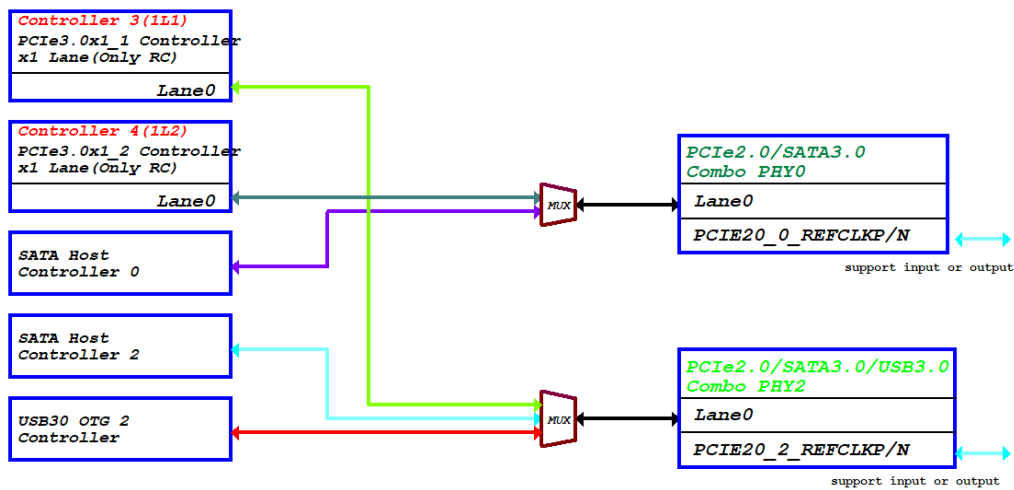 Controller 3(1L1)
PCIe3.0x1_1 Controller
x1 Lane(Only RC)
Lane0
Controller 4(1L2)
PCIe3.0x1_2 Controller
x1 Lane(Only RC)
Lane0
SATA Host
Controller 0
SATA Host
Controller 2
USB30 OTG 2
Controller
MUX
MUX
PCIe2.0/SATA3.0
Combo PHY0
Lane0
PCIE20_0_REFCLKP/N
support input or output
PCIe2.0/SATA3.0/USB3.0
Combo PHY2
Lane0
PCIE20_2_REFCLKP/N
support input or output